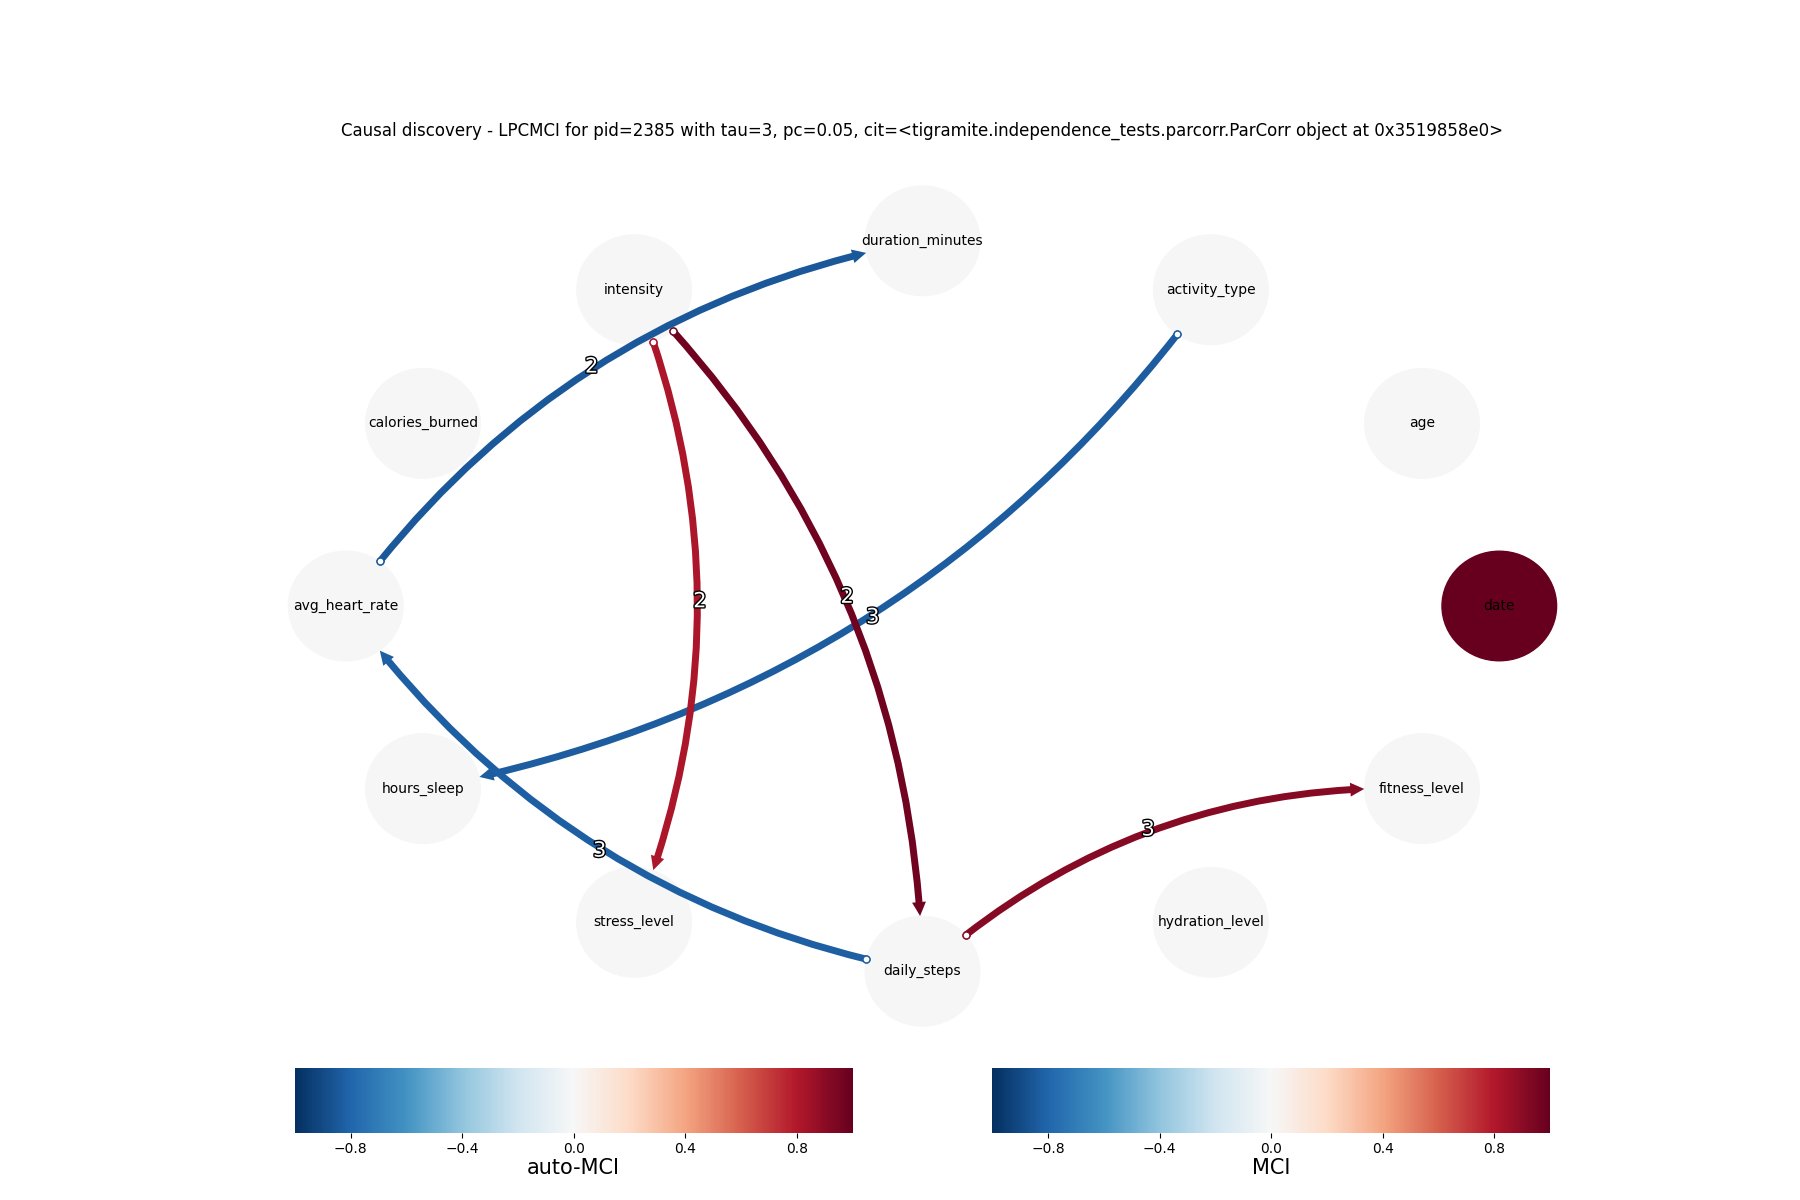 Causal discovery - LPCMCI for pid=2385 with tau=3, pc=0.05, cit=<tigramite.independence_tests.parcorr.ParCorr object at 0x3519858e0>
duration_minutes
intensity
activity_type
2
calories_burned
age
avg_heart_rate
2
2
3
date
hours_sleep
fitness_level
3
3
stress_level
hydration_level
daily_steps
−0.8 −0.4 0.0 0.4 0.8
auto-MCI
−0.8 −0.4 0.0 0.4 0.8
MCI